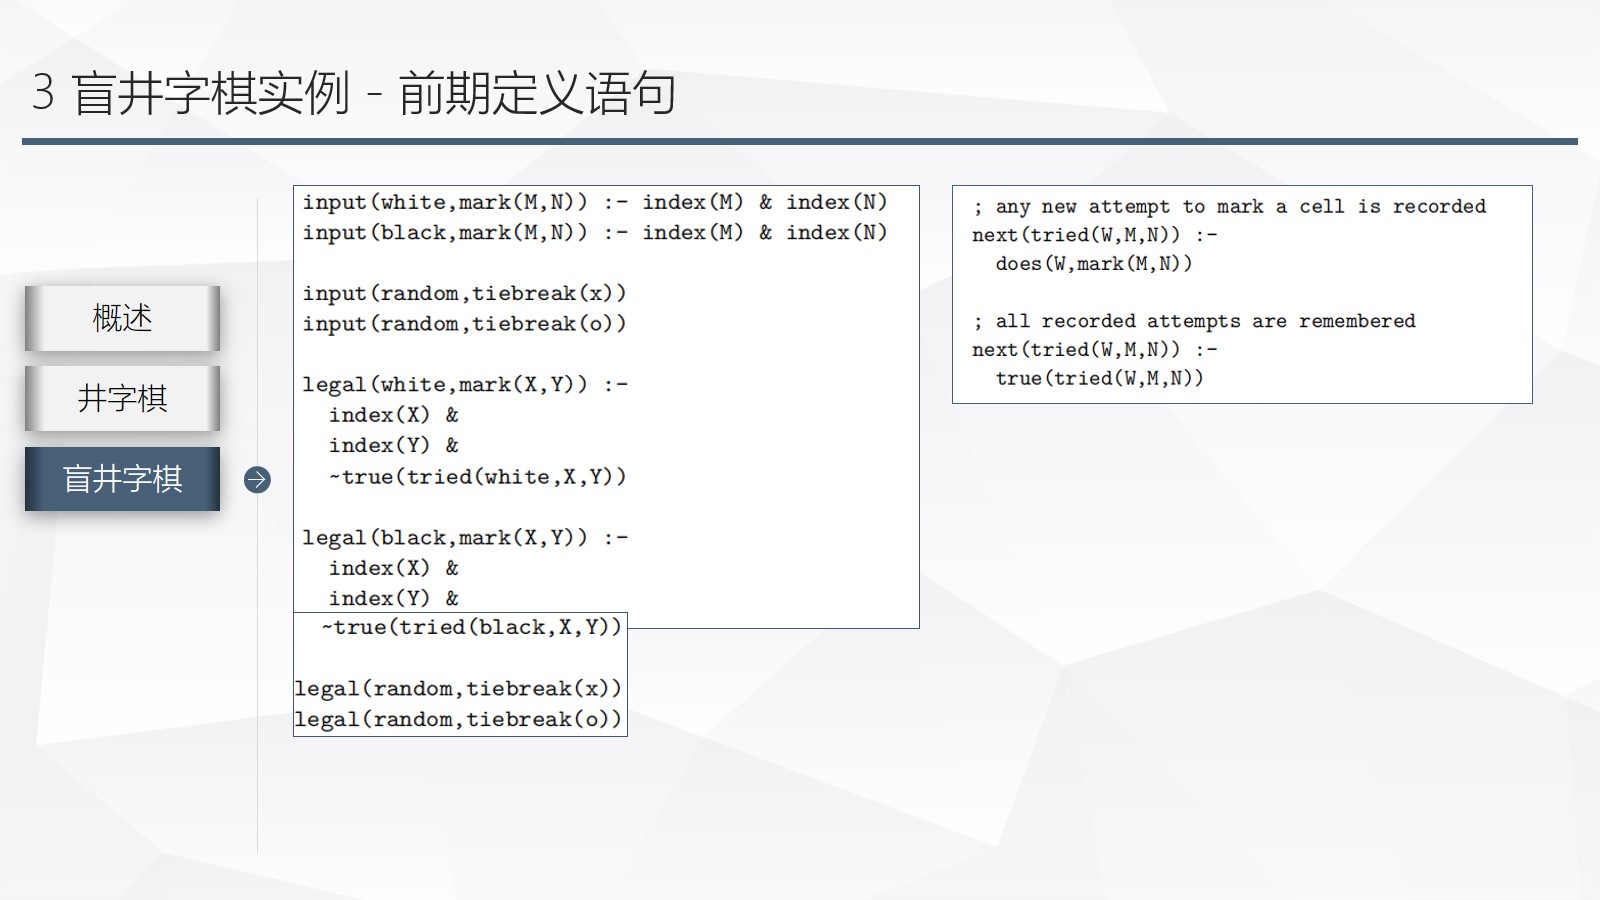 3 盲井字棋实例 - 前期定义语句
概述
井字棋
盲井字棋
input(white,mark(M,N)) :- index(M) & index(N)
input(black,mark(M,N)) :- index(M) & index(N)
input(random,tiebreak(x))
input(random,tiebreak(o))
legal(white,mark(X,Y)) :-
index(X) &
index(Y) &
~true(tried(white,X,Y))
legal(black,mark(X,Y)) :-
index(X) &
index(Y) &
~true(tried(black,X,Y))
legal(random,tiebreak(x))
legal(random,tiebreak(o))
; any new attempt to mark a cell is recorded
next(tried(W,M,N)) :-
does(W,mark(M,N))
; all recorded attempts are remembered
next(tried(W,M,N)) :-
true(tried(W,M,N))